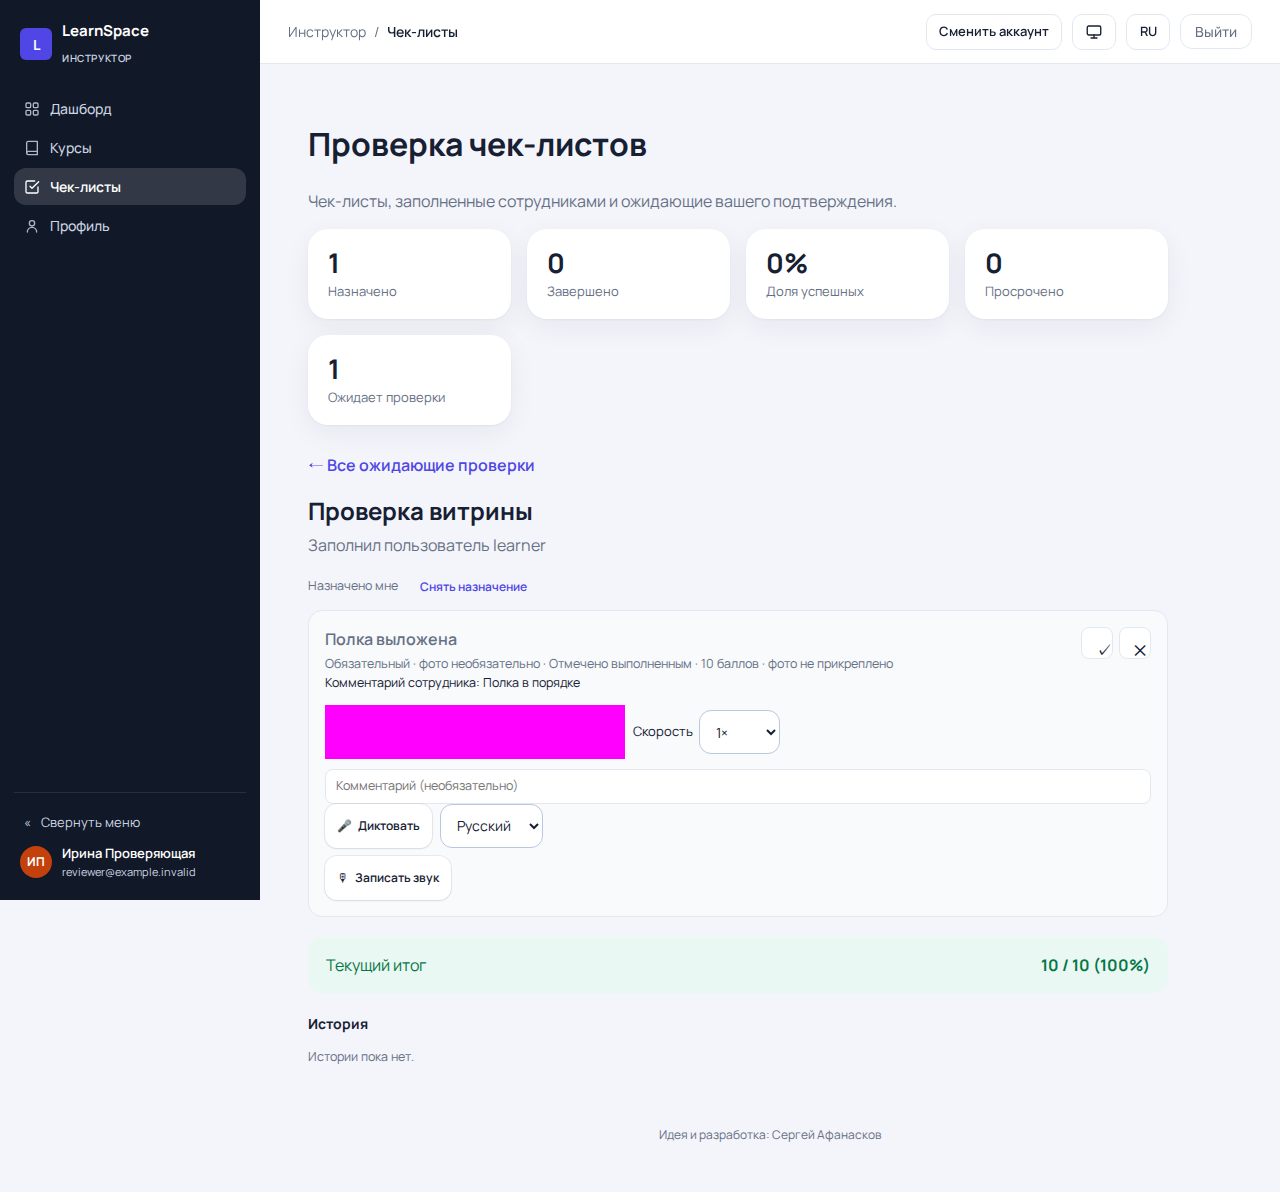 LearnSpace
ИНСТРУКТОР
Дашборд
Курсы
Чек-листы
Профиль
« Свернуть меню
ИП
Ирина Проверяющая
reviewer@example.invalid
Инструктор / Чек-листы
Сменить аккаунт
RU
Выйти
Проверка чек-листов
Чек-листы, заполненные сотрудниками и ожидающие вашего подтверждения.
1
Назначено
0
Завершено
0%
Доля успешных
0
Просрочено
1
Ожидает проверки
← Все ожидающие проверки
Проверка витрины
Заполнил пользователь learner
Назначено мне Снять назначение
Полка выложена
✓ ✕
Обязательный · фото необязательно · Отмечено выполненным · 10 баллов · фото не прикреплено
Комментарий сотрудника: Полка в порядке
Скорость 1×
Комментарий (необязательно)
🎤 Диктовать Русский
🎙 Записать звук
Текущий итог 10 / 10 (100%)
История
Истории пока нет.
Идея и разработка: Сергей Афанасков
L